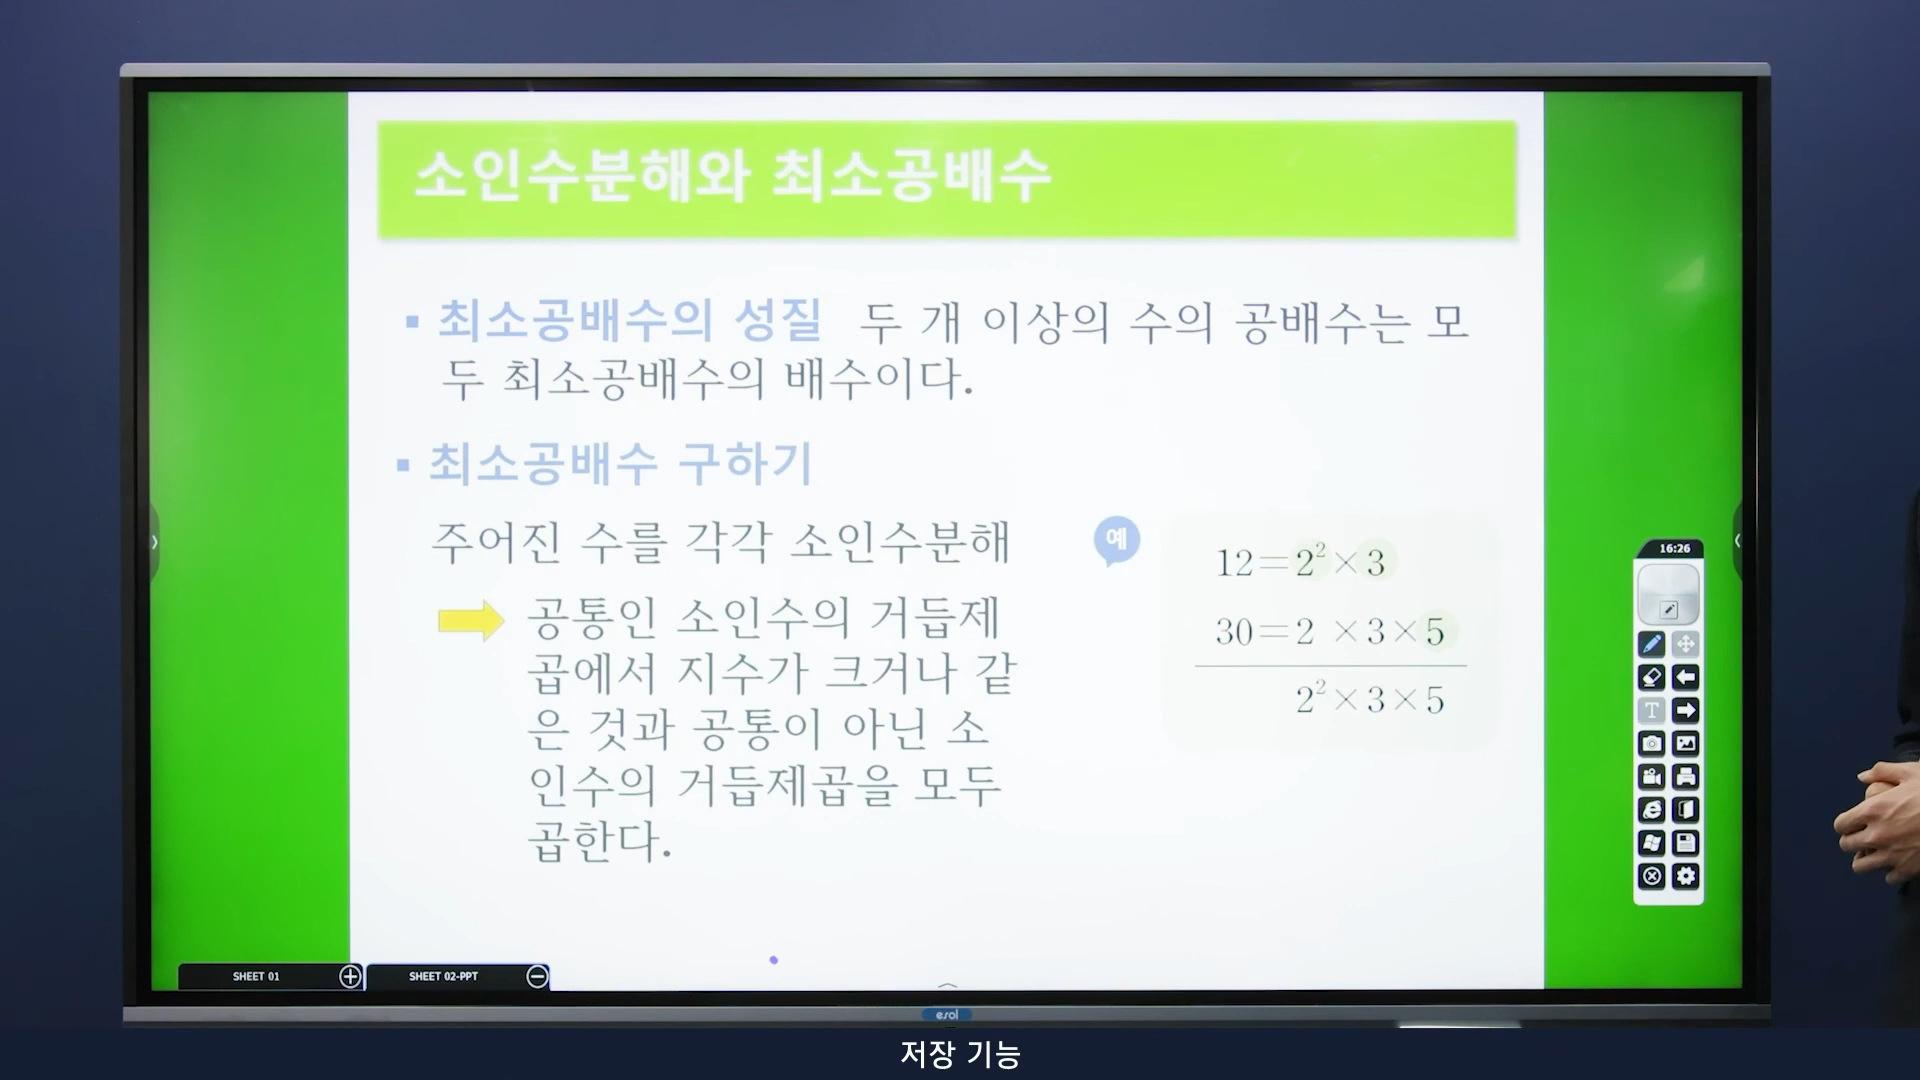 소인수분해와 최소공배수
▪ 최소공배수의 성질 두 개 이상의 수의 공배수는 모
두 최소공배수의 배수이다.
▪ 최소공배수 구하기
주어진 수를 각각 소인수분해
공통인 소인수의 거듭제
곱에서 지수가 크거나 같
은 것과 공통이 아닌 소
인수의 거듭제곱을 모두
곱한다.
예
12=2²×3
30=2 ×3×5
2²×3×5
16:26
T
SHEET 01
SHEET 02-PPT
esol
저장 기능